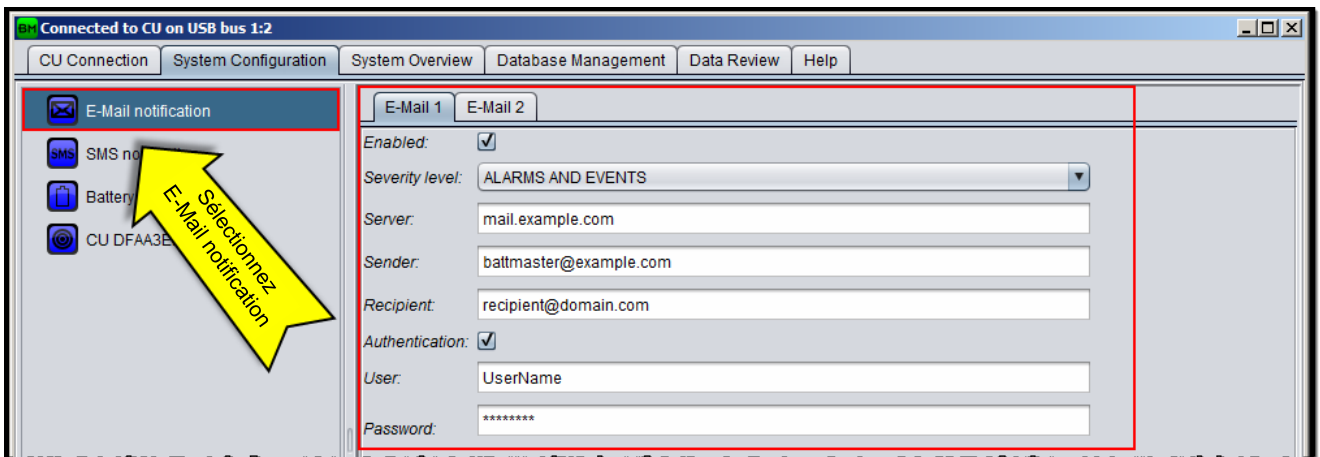 BM Connected to CU on USB bus 1:2
CU Connection System Configuration System Overview Database Management Data Review Help
E-Mail notification
SMS
Battery
CU DFAA3E
Sélectionnez
E-Mail notification
E-Mail 1 E-Mail 2
Enabled:
Severity level: ALARMS AND EVENTS
Server: mail.example.com
Sender: battmaster@example.com
Recipient: recipient@domain.com
Authentication:
User: UserName
Password: ********